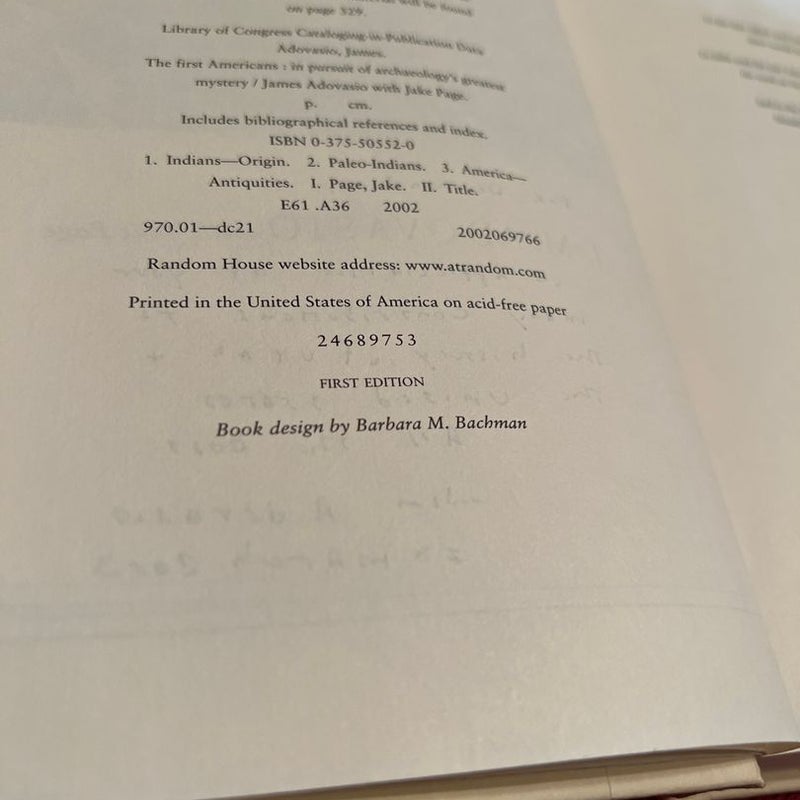 on page 329.
Library of Congress Cataloging-in-Publication Data
Adovasio, James.
The first Americans : in pursuit of archaeology's greatest
mystery / James Adovasio with Jake Page.
p. cm.
Includes bibliographical references and index.
ISBN 0-375-50552-0
1. Indians—Origin. 2. Paleo-Indians. 3. America—
Antiquities. I. Page, Jake. II. Title.
E61 .A36 2002
970.01—dc21 2002069766
Random House website address: www.atrandom.com
Printed in the United States of America on acid-free paper
24689753
FIRST EDITION
Book design by Barbara M. Bachman